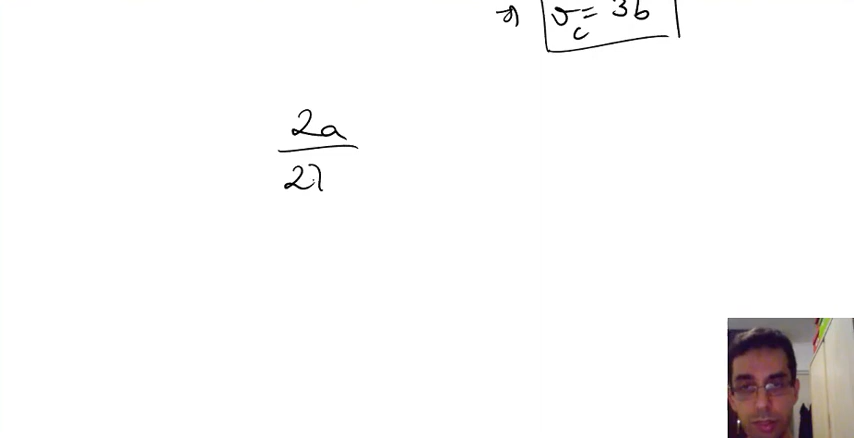 ⇒ v_c = 3b
2a
27